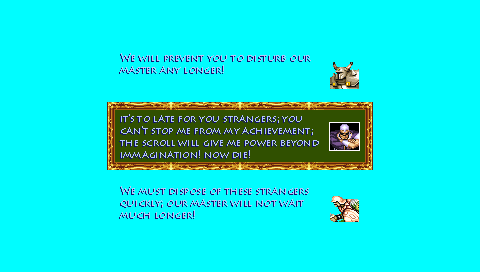 We will prevent you to disturb our
master any longer!
It's to late for you strangers; you
can't stop me from my achievement;
the scroll will give me power beyond
immagination! Now die!
We must dispose of these strangers
quickly; our master will not wait
much longer!